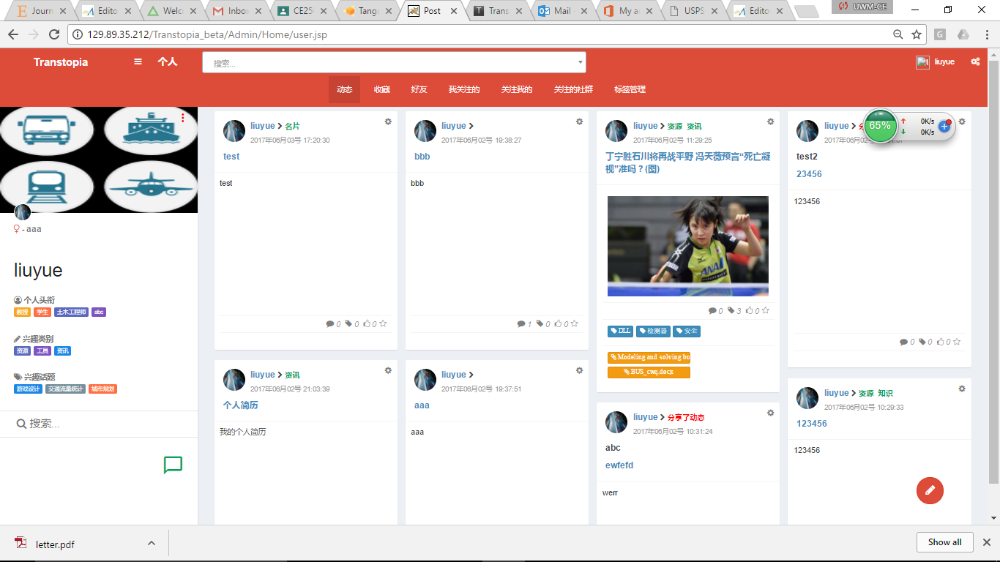 Journ
Edito
Welc
Inbox
CE25
Tang
Post
Trans
Mail -
My a
USPS
Edito
UWM-CE
129.89.35.212/Transtopia_beta/Admin/Home/user.jsp
Transtopia
个人
搜索...
liuyue
动态 收藏 好友 我关注的 关注我的 关注的社群 标签管理
- aaa
liuyue
个人头衔
教授 学生 土木工程师 abc
兴趣类别
资源 工具 资讯
兴趣话题
游戏设计 交通流量统计 城市规划
搜索...
liuyue 名片
2017年06月03号 17:20:30
test
test
0 0 0
liuyue 资讯
2017年06月02号 21:03:39
个人简历
我的个人简历
liuyue
2017年06月02号 19:38:27
bbb
bbb
1 0 0
liuyue
2017年06月02号 19:37:51
aaa
aaa
liuyue 资源 资讯
2017年06月02号 11:29:25
丁宁胜石川将再战平野 冯天薇预言“死亡凝
视”准吗？(图)
ANA
0 3 0
DLL 检测器 安全
Modeling and solving bu
BUS_cwq.docx
liuyue 分享了动态
2017年06月02号 10:31:24
abc
ewfefd
werr
liuyue
65%
0K/s
0K/s
test2
23456
123456
0 0 0
liuyue 资源 知识
2017年06月02号 10:29:33
123456
123456
letter.pdf
Show all